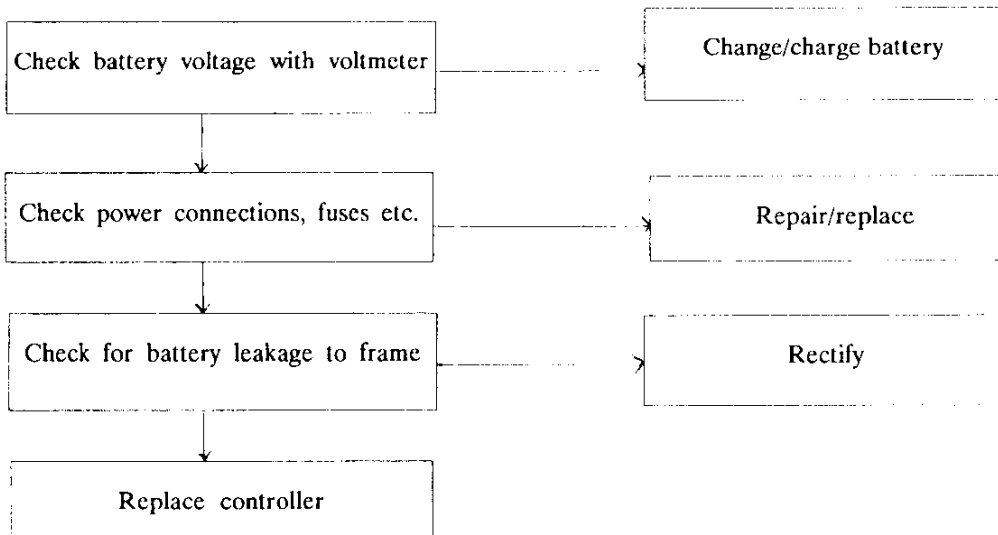 Check battery voltage with voltmeter
Change/charge battery
Check power connections, fuses etc.
Repair/replace
Check for battery leakage to frame
Rectify
Replace controller